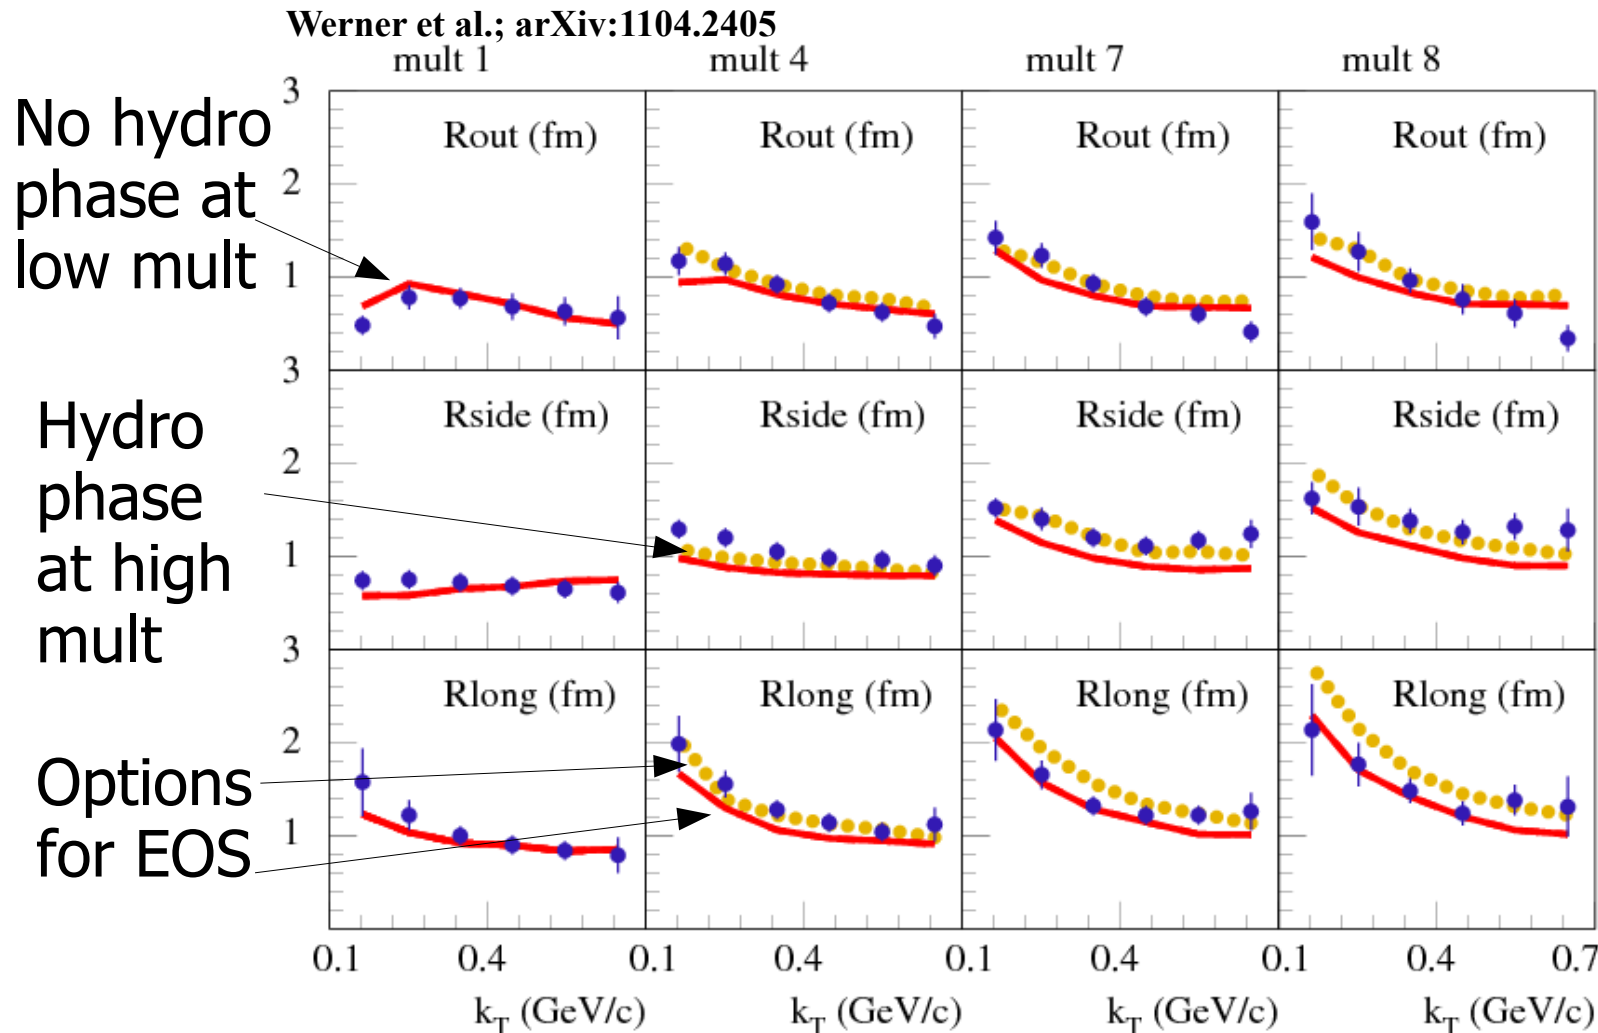 Werner et al.; arXiv:1104.2405
mult 1 mult 4 mult 7 mult 8
No hydro
phase at
low mult
3
2
1
Rout (fm) Rout (fm) Rout (fm) Rout (fm)
Hydro
phase
at high
mult
3
2
1
Rside (fm) Rside (fm) Rside (fm) Rside (fm)
Options
for EOS
3
2
1
Rlong (fm) Rlong (fm) Rlong (fm) Rlong (fm)
0.1 0.4 0.1 0.4 0.1 0.4 0.1 0.4 0.7
k_T (GeV/c) k_T (GeV/c) k_T (GeV/c) k_T (GeV/c)